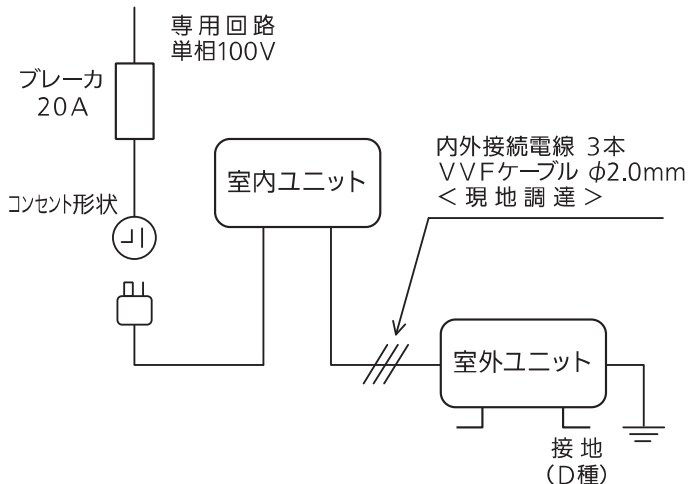 専用回路
単相100V
ブレーカ
20A
コンセント形状
室内ユニット
内外接続電線 3本
VVFケーブル φ2.0mm
<現地調達>
室外ユニット
接地
(D種)